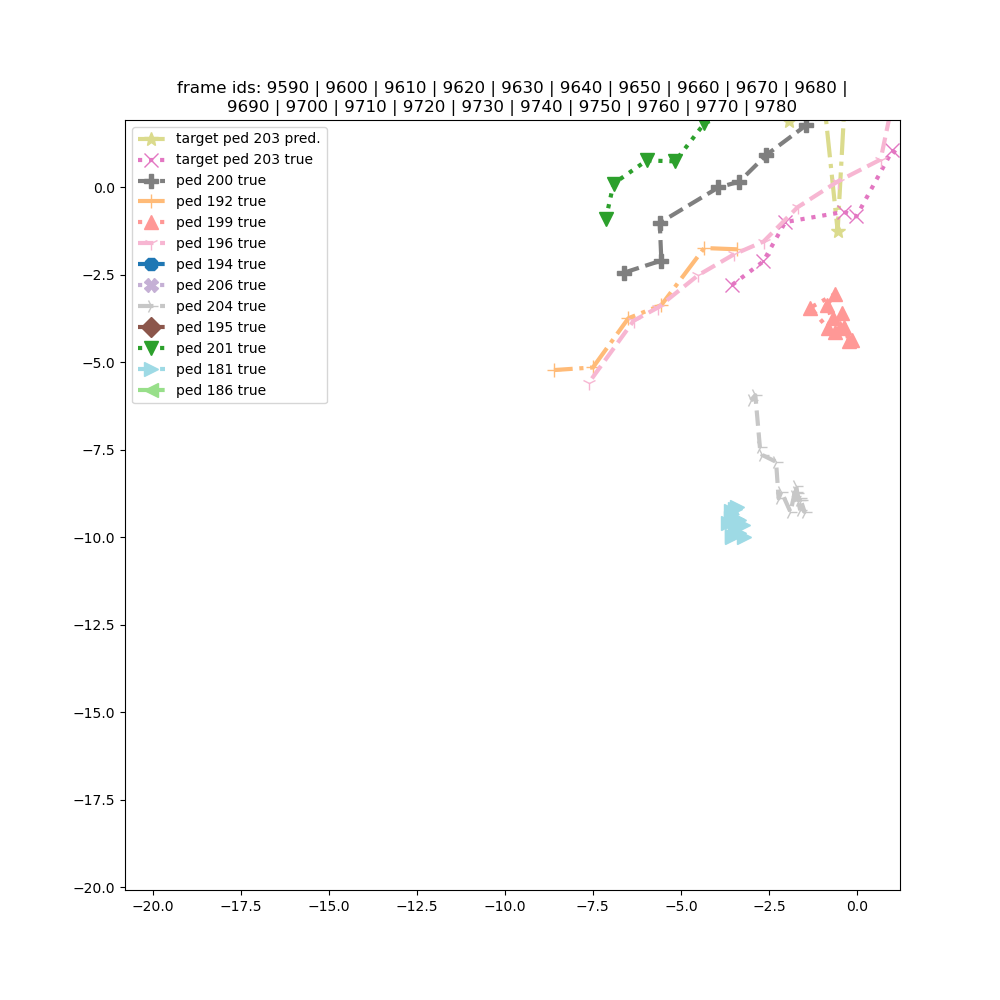 frame ids: 9590 | 9600 | 9610 | 9620 | 9630 | 9640 | 9650 | 9660 | 9670 | 9680 |
9690 | 9700 | 9710 | 9720 | 9730 | 9740 | 9750 | 9760 | 9770 | 9780
target ped 203 pred.
target ped 203 true
ped 200 true
ped 192 true
ped 199 true
ped 196 true
ped 194 true
ped 206 true
ped 204 true
ped 195 true
ped 201 true
ped 181 true
ped 186 true
0.0
−2.5
−5.0
−7.5
−10.0
−12.5
−15.0
−17.5
−20.0
−20.0 −17.5 −15.0 −12.5 −10.0 −7.5 −5.0 −2.5 0.0